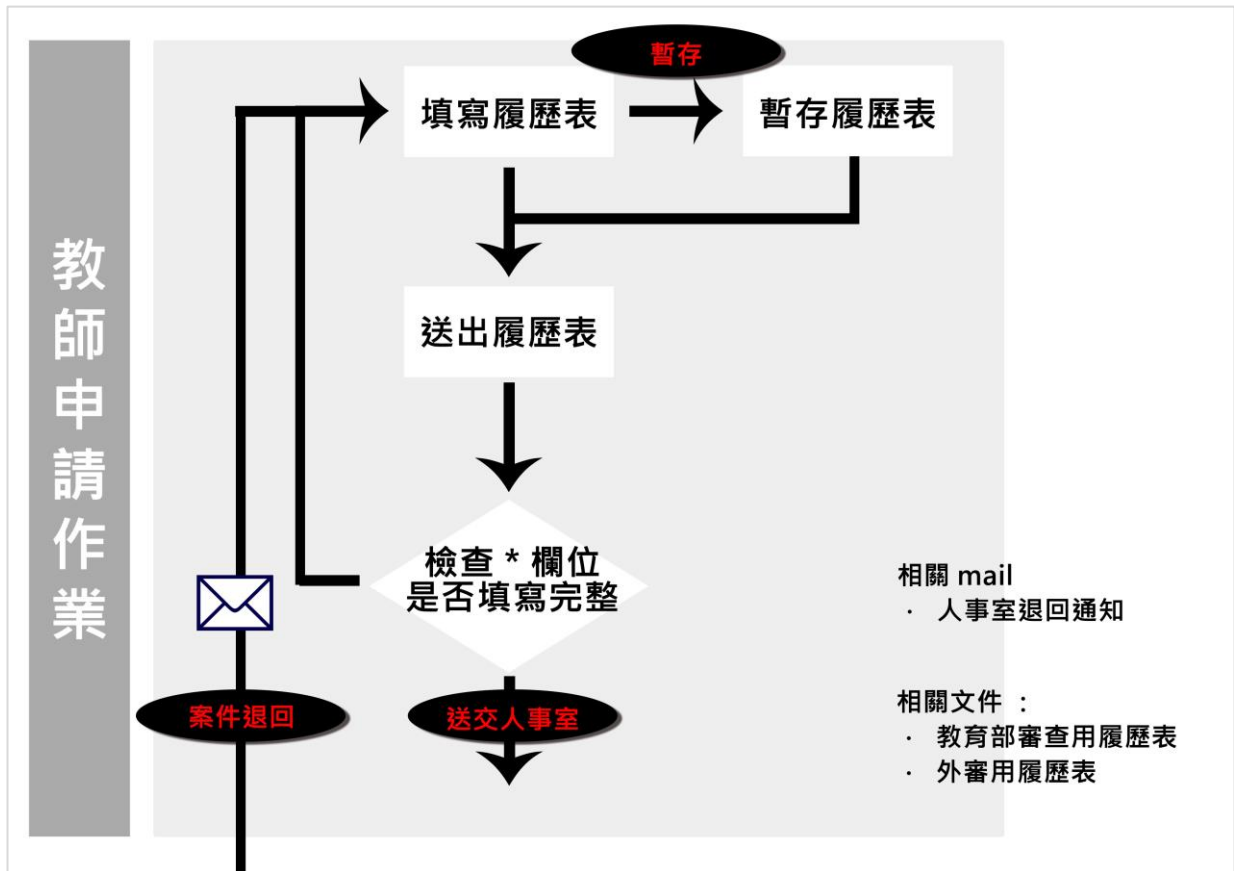 教師申請作業
暫存
填寫履歷表
暫存履歷表
送出履歷表
檢查 * 欄位
是否填寫完整
案件退回
送交人事室
相關 mail
· 人事室退回通知
相關文件 :
· 教育部審查用履歷表
· 外審用履歷表